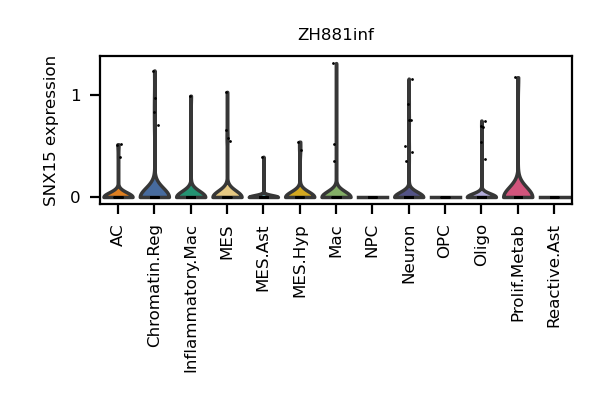 ZH881inf
SNX15 expression
1
0
AC
Chromatin.Reg
Inflammatory.Mac
MES
MES.Ast
MES.Hyp
Mac
NPC
Neuron
OPC
Oligo
Prolif.Metab
Reactive.Ast